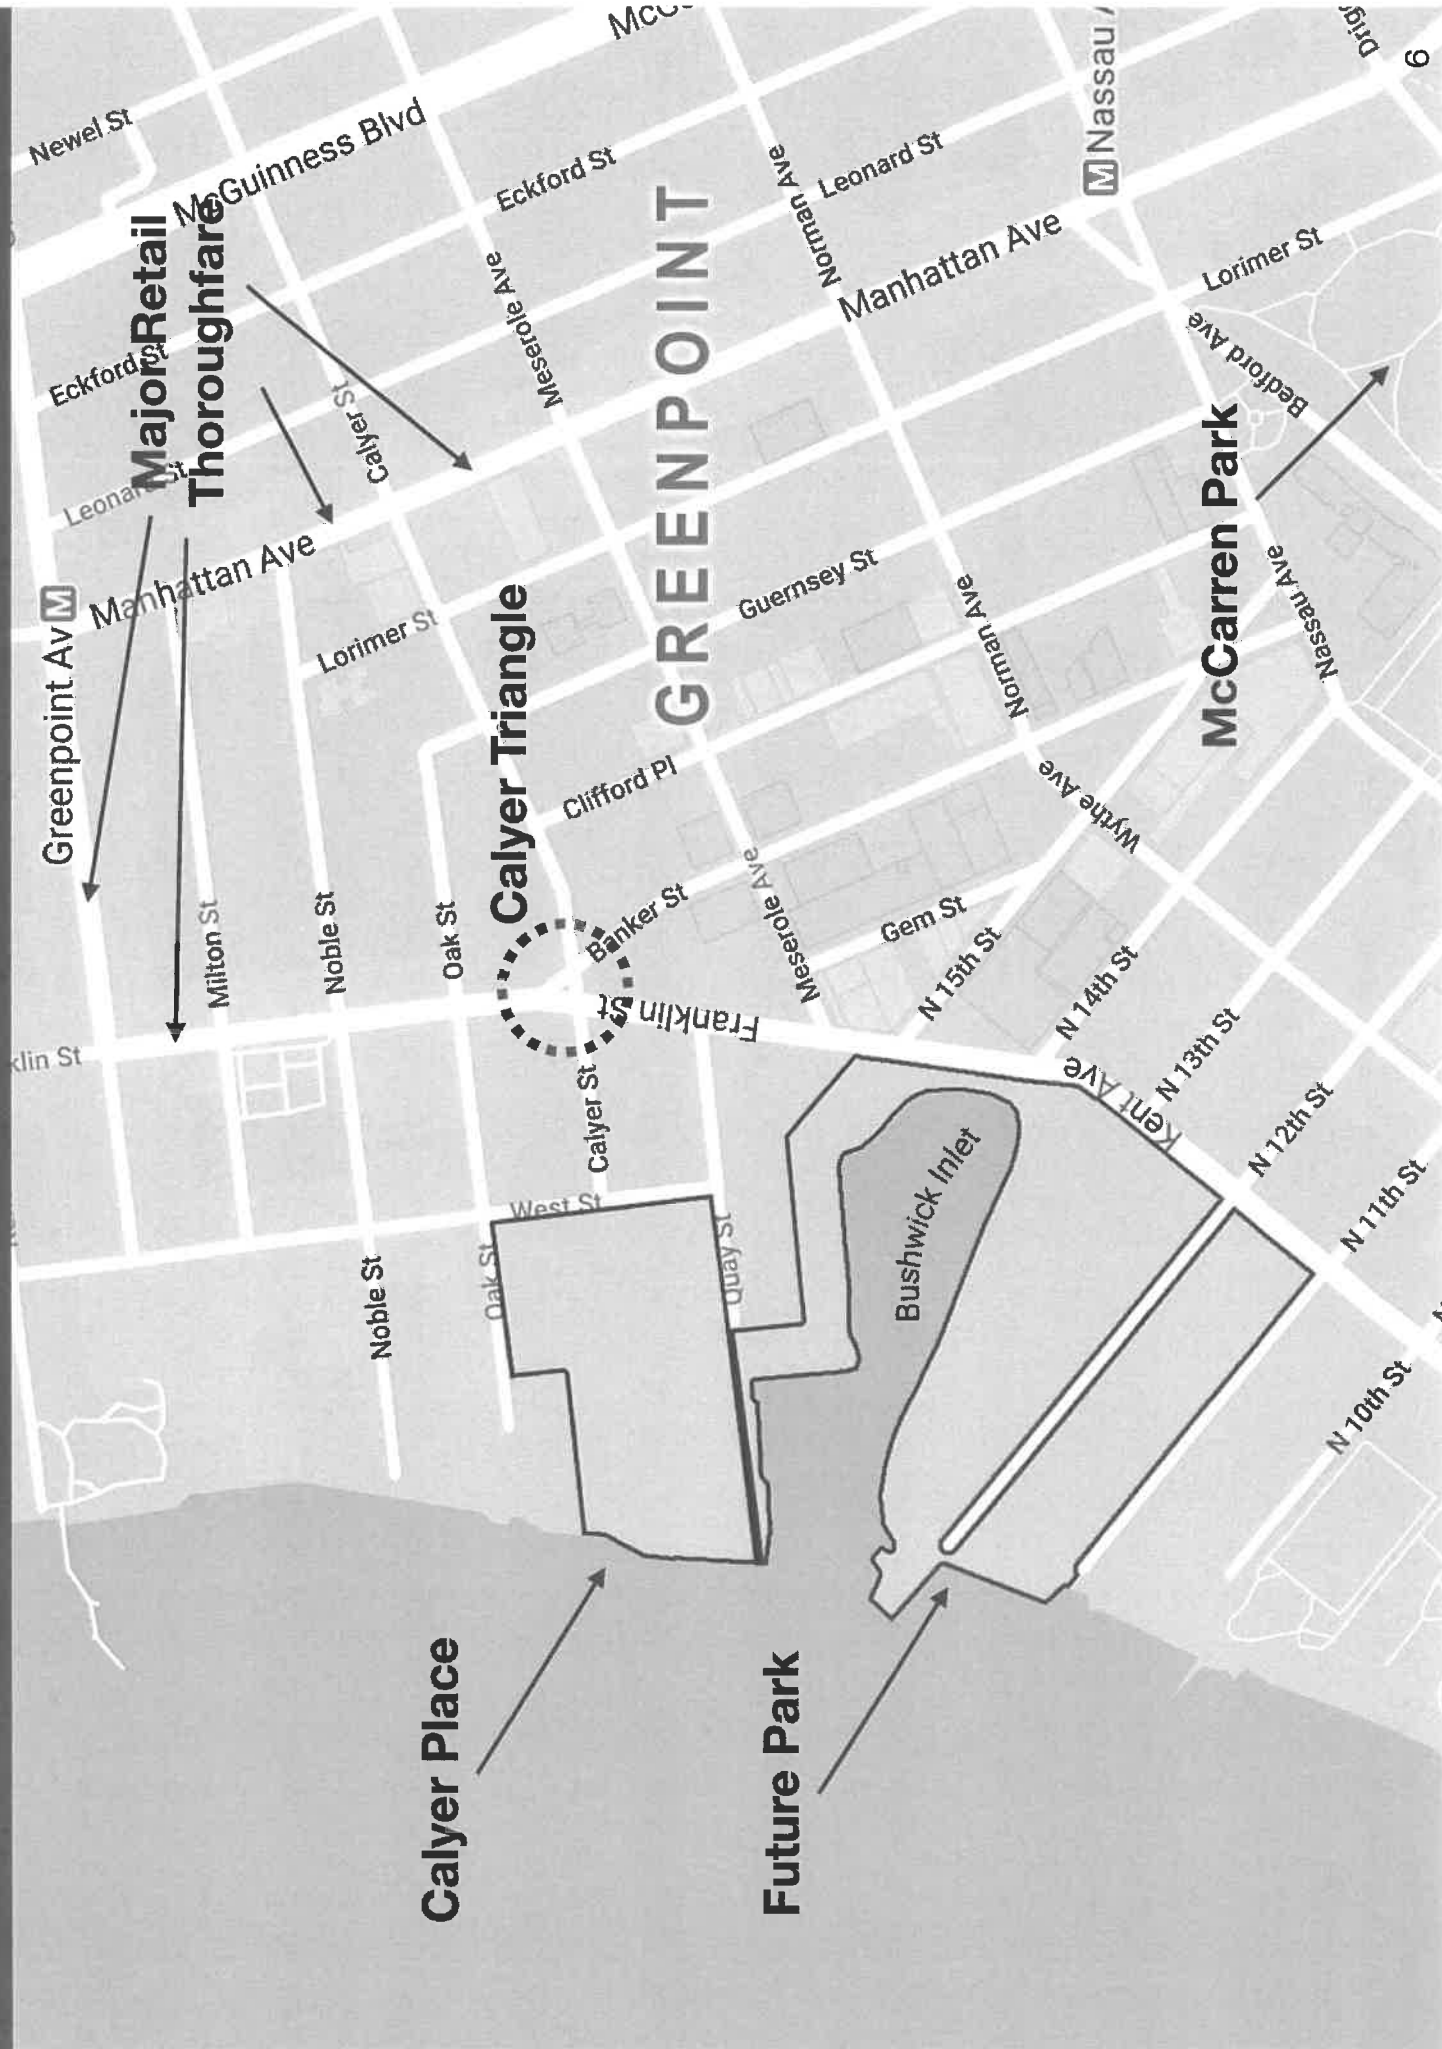 klin St
Greenpoint Av M
Newel St
Eckford St
Leonard St
Manhattan Ave
Major Retail
Thoroughfare
McGuinness Blvd
Milton St
Noble St
Lorimer St
Calyer St
Noble St
Calyer Place
Oak St
Oak St
Calyer Triangle
Meserole Ave
Eckford St
West St
Calyer St
Banker St
Clifford Pl
Franklin St
GREENPOINT
Quay St
Future Park
Meserole Ave
Guernsey St
Norman Ave
Leonard St
Manhattan Ave
Bushwick Inlet
Gem St
N 15th St
Norman Ave
N 14th St
Kent Ave
Wythe Ave
M Nassau A
N 13th St
McCarren Park
Lorimer St
Bedford Ave
N 12th St
Nassau Ave
N 11th St
N 10th St
Drigg
6